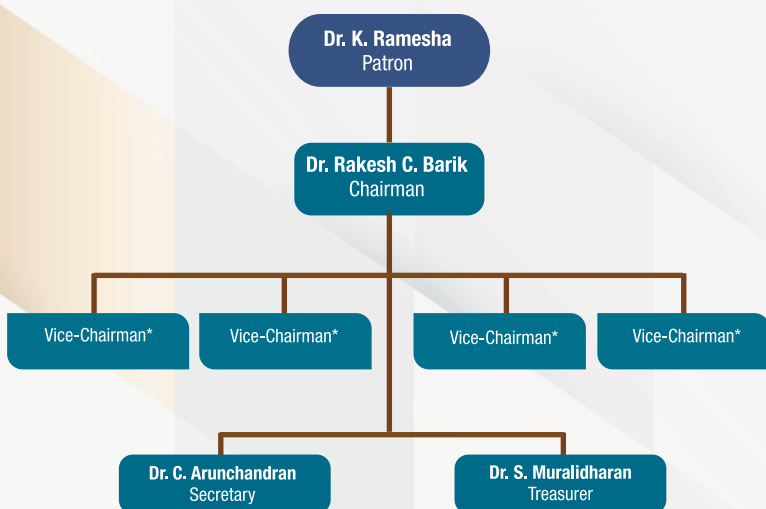 Dr. K. Ramesha
Patron
Dr. Rakesh C. Barik
Chairman
Vice-Chairman*
Vice-Chairman*
Vice-Chairman*
Vice-Chairman*
Dr. C. Arunchandran
Secretary
Dr. S. Muralidharan
Treasurer